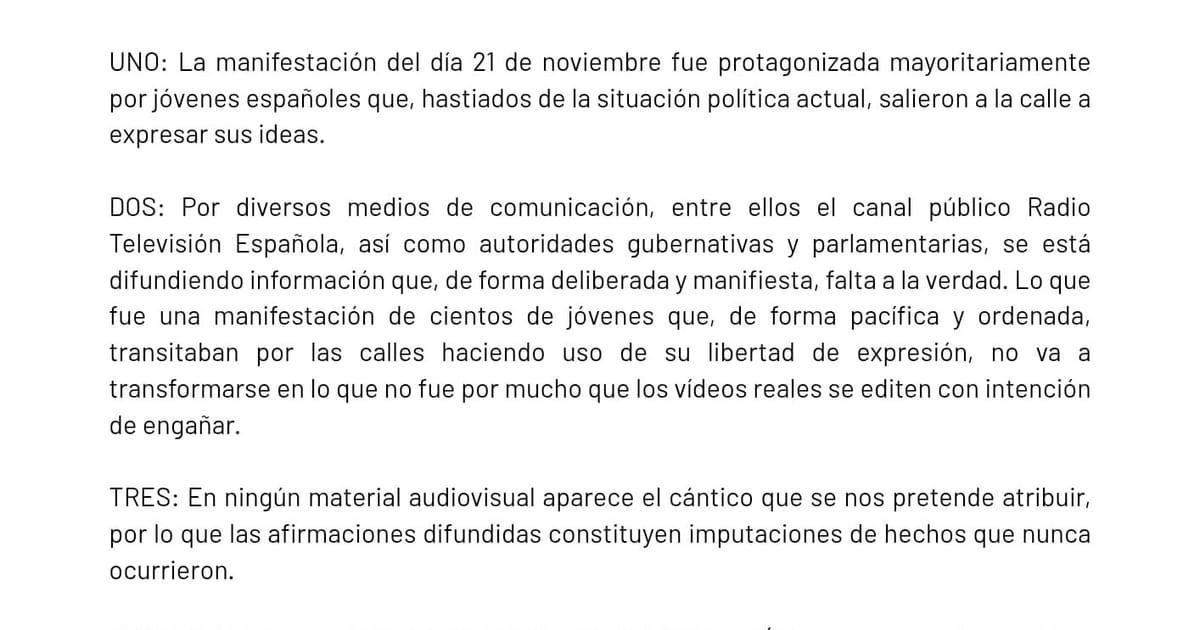 UNO: La manifestación del día 21 de noviembre fue protagonizada mayoritariamente
por jóvenes españoles que, hastiados de la situación política actual, salieron a la calle a
expresar sus ideas.
DOS: Por diversos medios de comunicación, entre ellos el canal público Radio
Televisión Española, así como autoridades gubernativas y parlamentarias, se está
difundiendo información que, de forma deliberada y manifiesta, falta a la verdad. Lo que
fue una manifestación de cientos de jóvenes que, de forma pacífica y ordenada,
transitaban por las calles haciendo uso de su libertad de expresión, no va a
transformarse en lo que no fue por mucho que los vídeos reales se editen con intención
de engañar.
TRES: En ningún material audiovisual aparece el cántico que se nos pretende atribuir,
por lo que las afirmaciones difundidas constituyen imputaciones de hechos que nunca
ocurrieron.